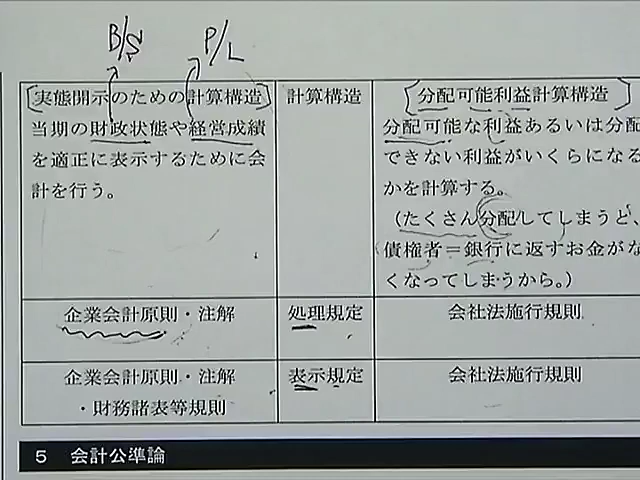 B/S P/L
実態開示のための計算構造
当期の財政状態や経営成績
を適正に表示するために会
計を行う。
計算構造
分配可能利益計算構造
分配可能な利益あるいは分配
できない利益がいくらになる
かを計算する。
(たくさん分配してしまうと、
債権者=銀行に返すお金がな
くなってしまうから。)
企業会計原則・注解 処理規定 会社法施行規則
企業会計原則・注解 表示規定 会社法施行規則
・財務諸表等規則
5 会計公準論